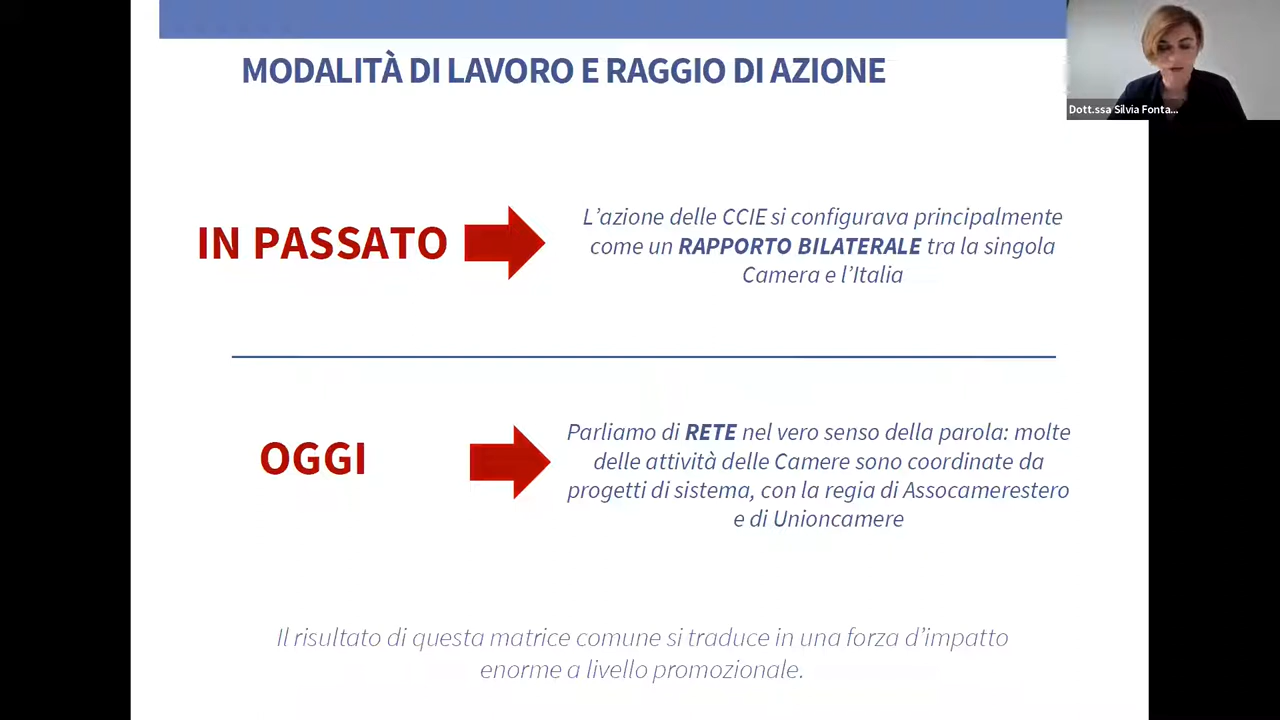 MODALITÀ DI LAVORO E RAGGIO DI AZIONE
Dott.ssa Silvia Fonta...
IN PASSATO
L’azione delle CCIE si configurava principalmente
come un RAPPORTO BILATERALE tra la singola
Camera e l’Italia
OGGI
Parliamo di RETE nel vero senso della parola: molte
delle attività delle Camere sono coordinate da
progetti di sistema, con la regia di Assocamerestero
e di Unioncamere
Il risultato di questa matrice comune si traduce in una forza d’impatto
enorme a livello promozionale.